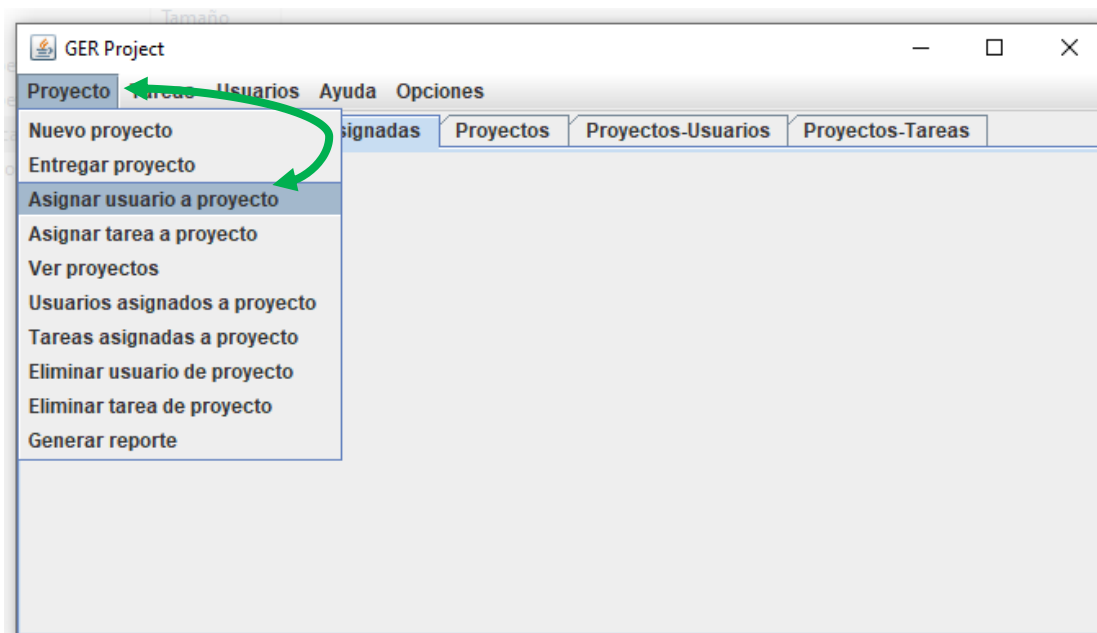 Tamaño
GER Project
Proyecto Tareas Usuarios Ayuda Opciones
Nuevo proyecto
signadas Proyectos Proyectos-Usuarios Proyectos-Tareas
Entregar proyecto
Asignar usuario a proyecto
Asignar tarea a proyecto
Ver proyectos
Usuarios asignados a proyecto
Tareas asignadas a proyecto
Eliminar usuario de proyecto
Eliminar tarea de proyecto
Generar reporte